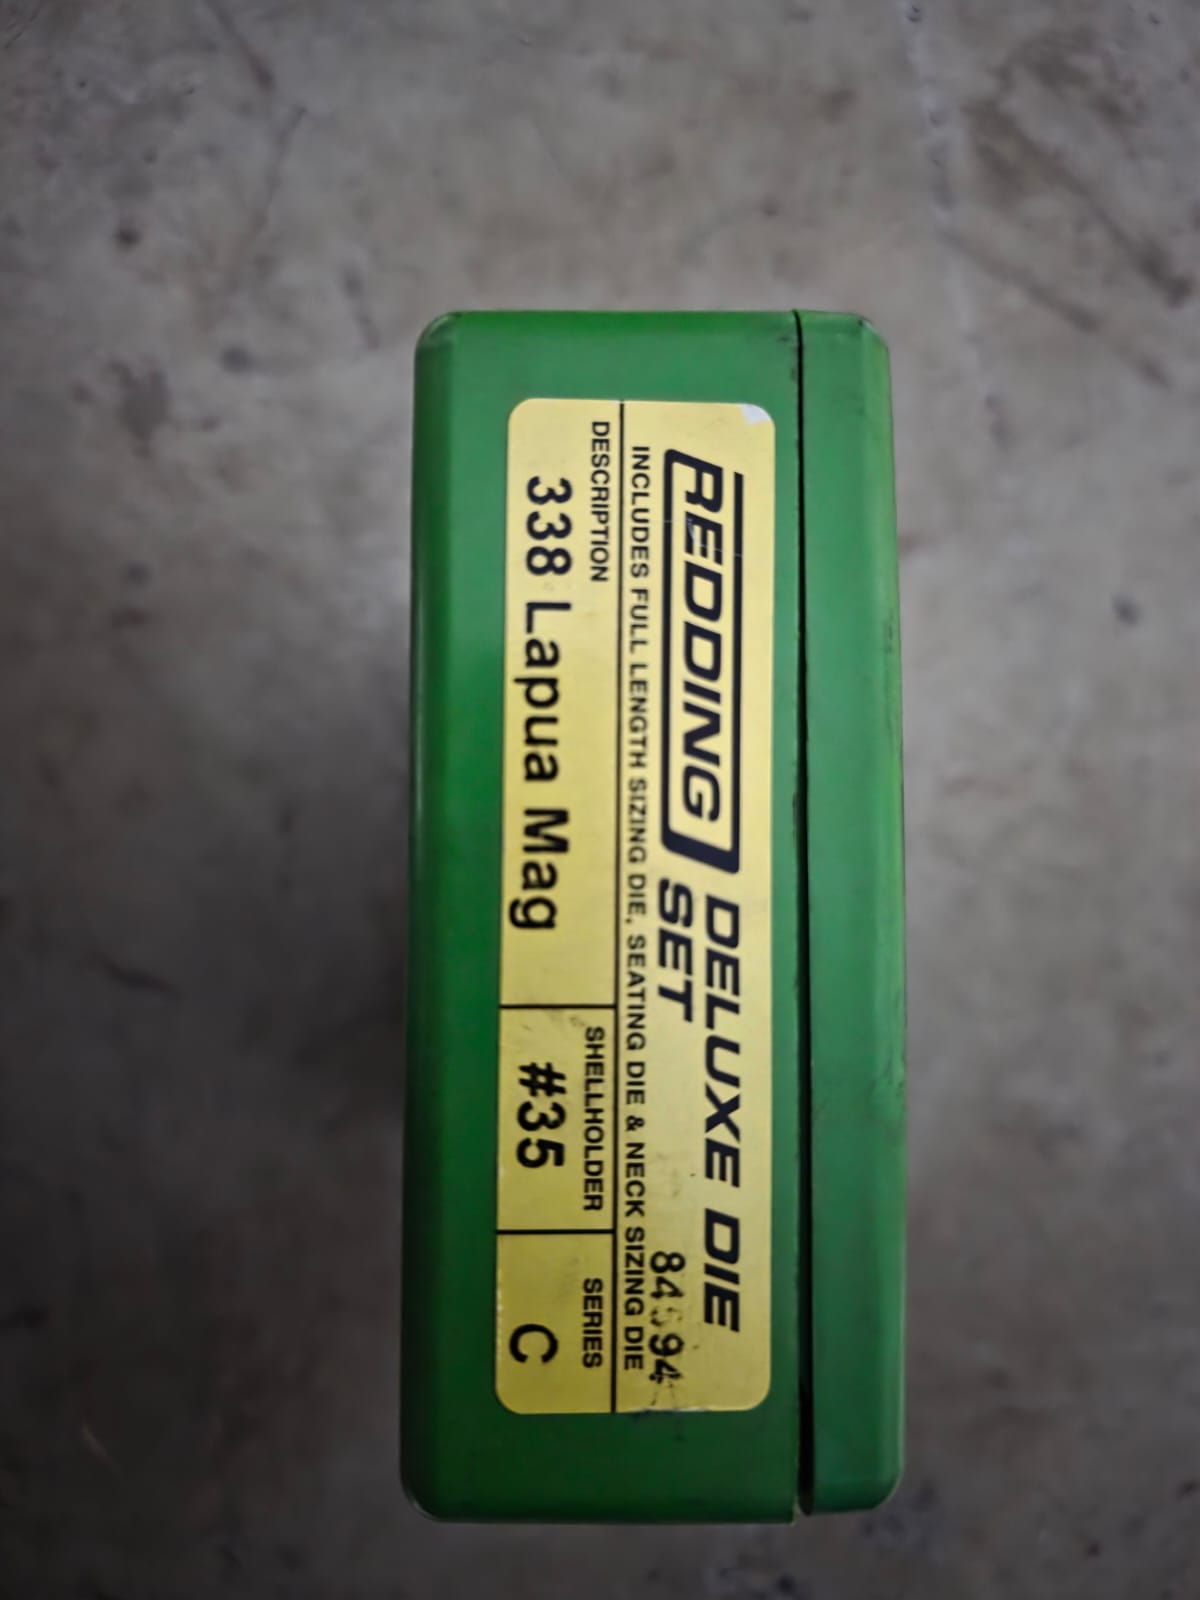 REDDING DELUXE DIE
SET
INCLUDES FULL LENGTH SIZING DIE, SEATING DIE & NECK SIZING DIE
DESCRIPTION
338 Lapua Mag
SHELLHOLDER
#35
SERIES
C